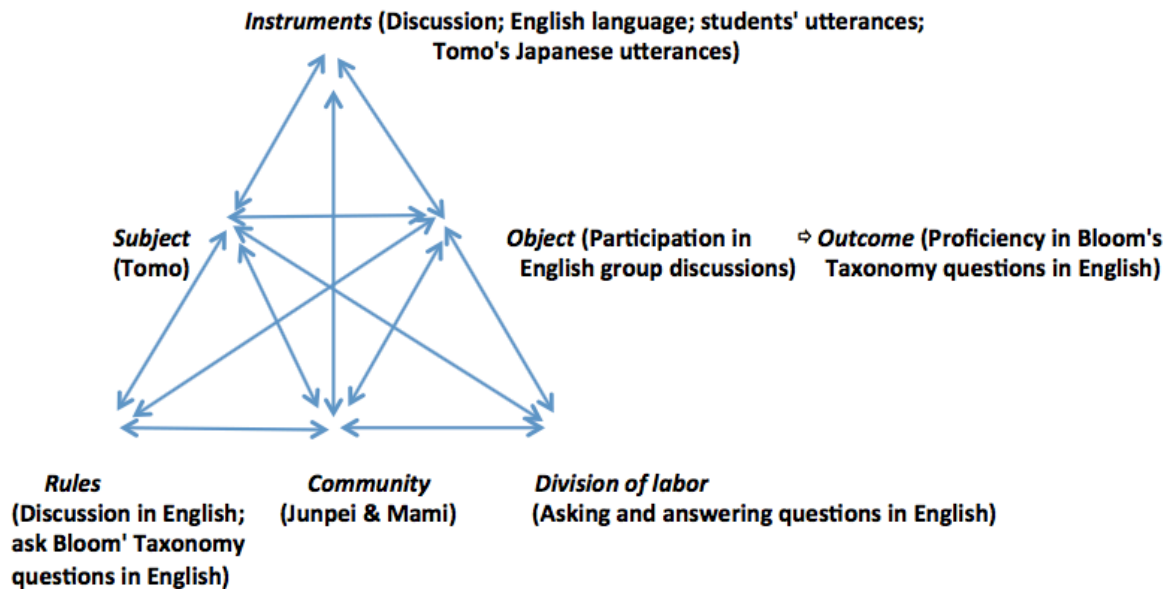 Instruments (Discussion; English language; students' utterances;
Tomo's Japanese utterances)
Subject
(Tomo)
Object (Participation in
English group discussions)
⇨ Outcome (Proficiency in Bloom's
Taxonomy questions in English)
Rules
(Discussion in English;
ask Bloom' Taxonomy
questions in English)
Community
(Junpei & Mami)
Division of labor
(Asking and answering questions in English)